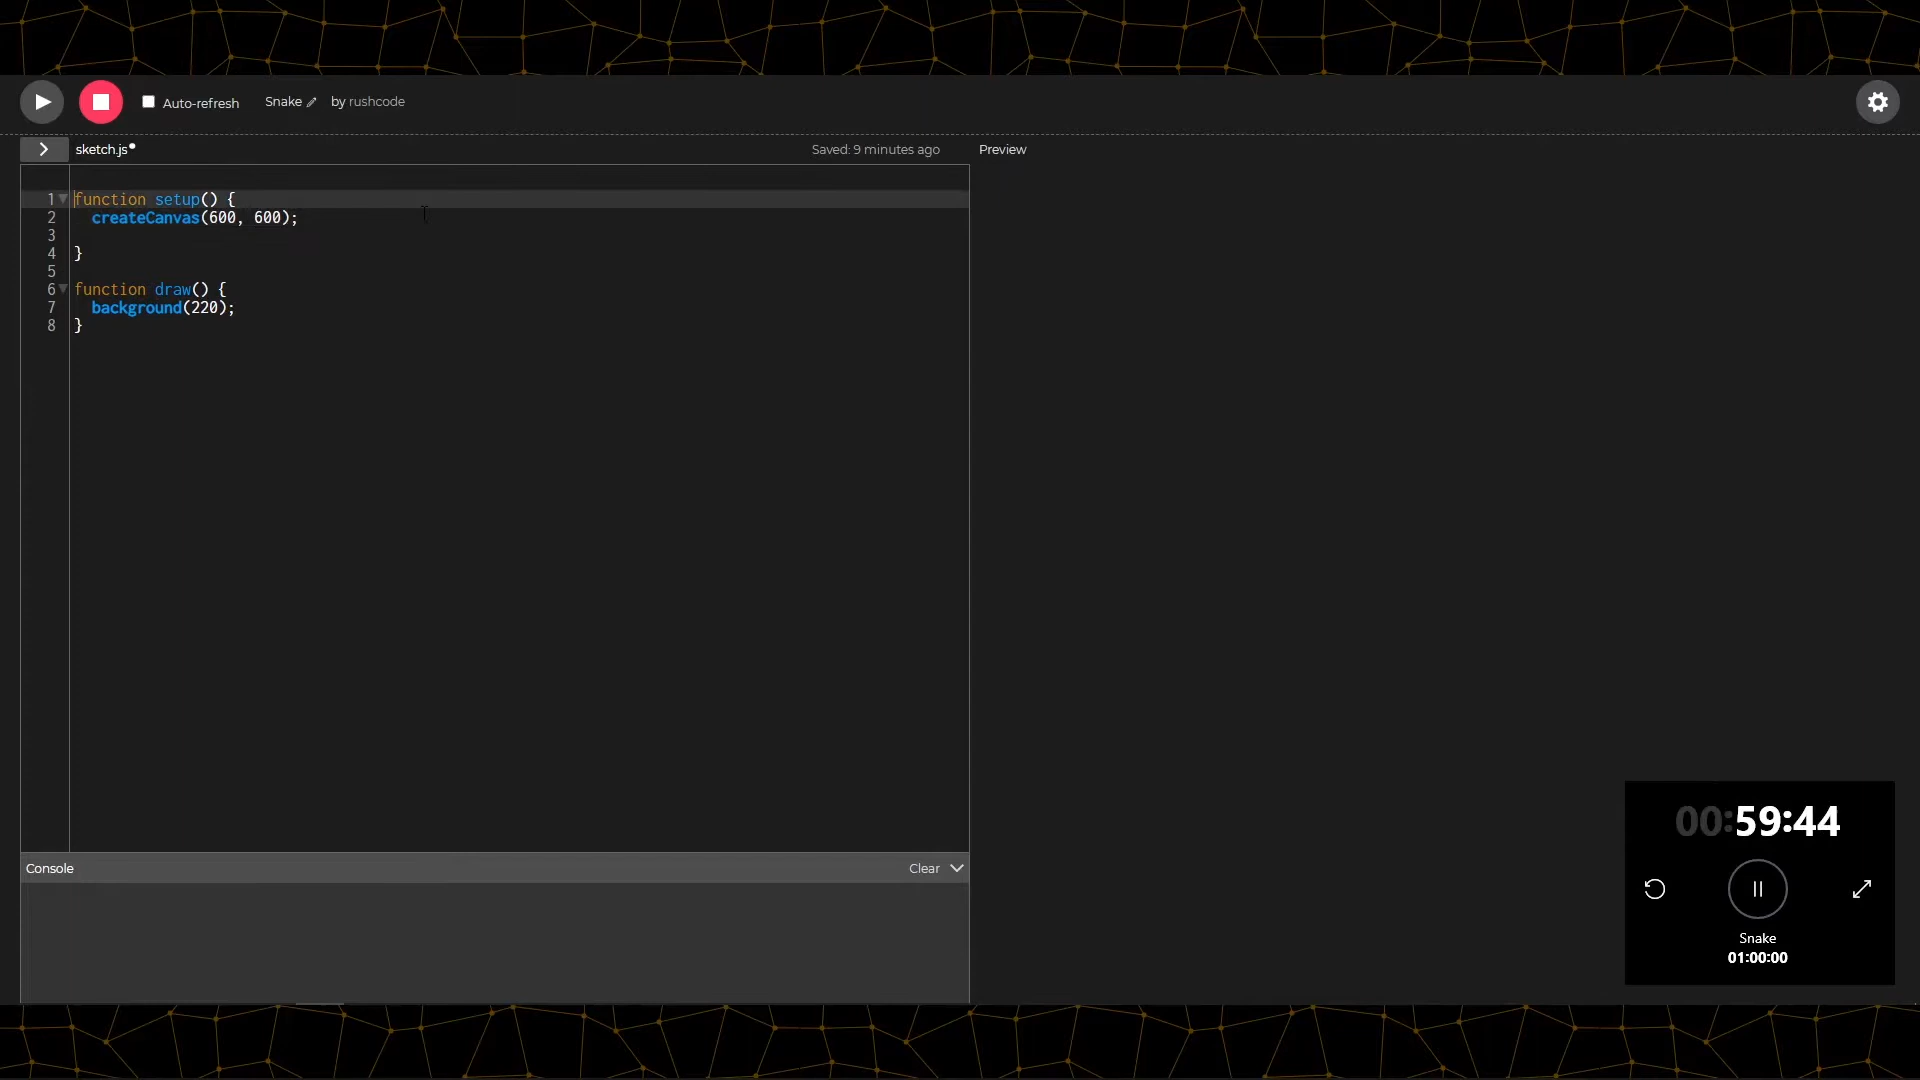 Auto-refresh Snake by rushcode
sketch.js• Saved: 9 minutes ago Preview
1 function setup() {
2 createCanvas(600, 600);
3
4 }
5
6 function draw() {
7 background(220);
8 }
Console Clear
00:59:44
Snake
01:00:00